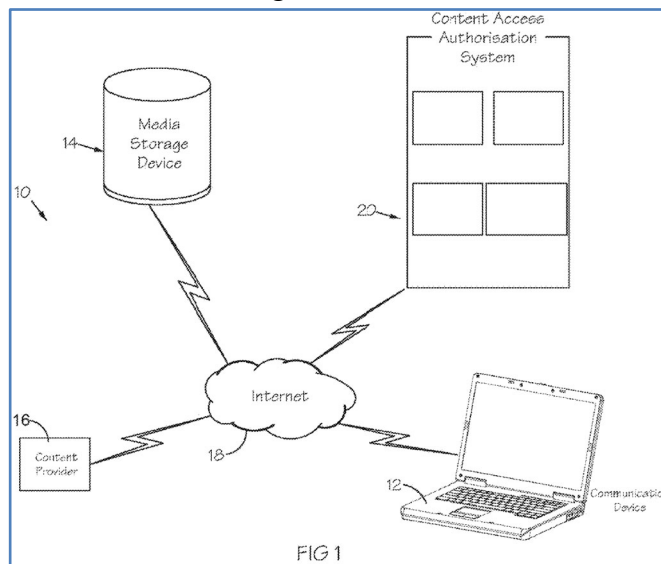 Content Access
Authorisation
System
Media
Storage
Device
14
10
20
Internet
16
18
Content
Provider
12
Communication
Device
FIG 1